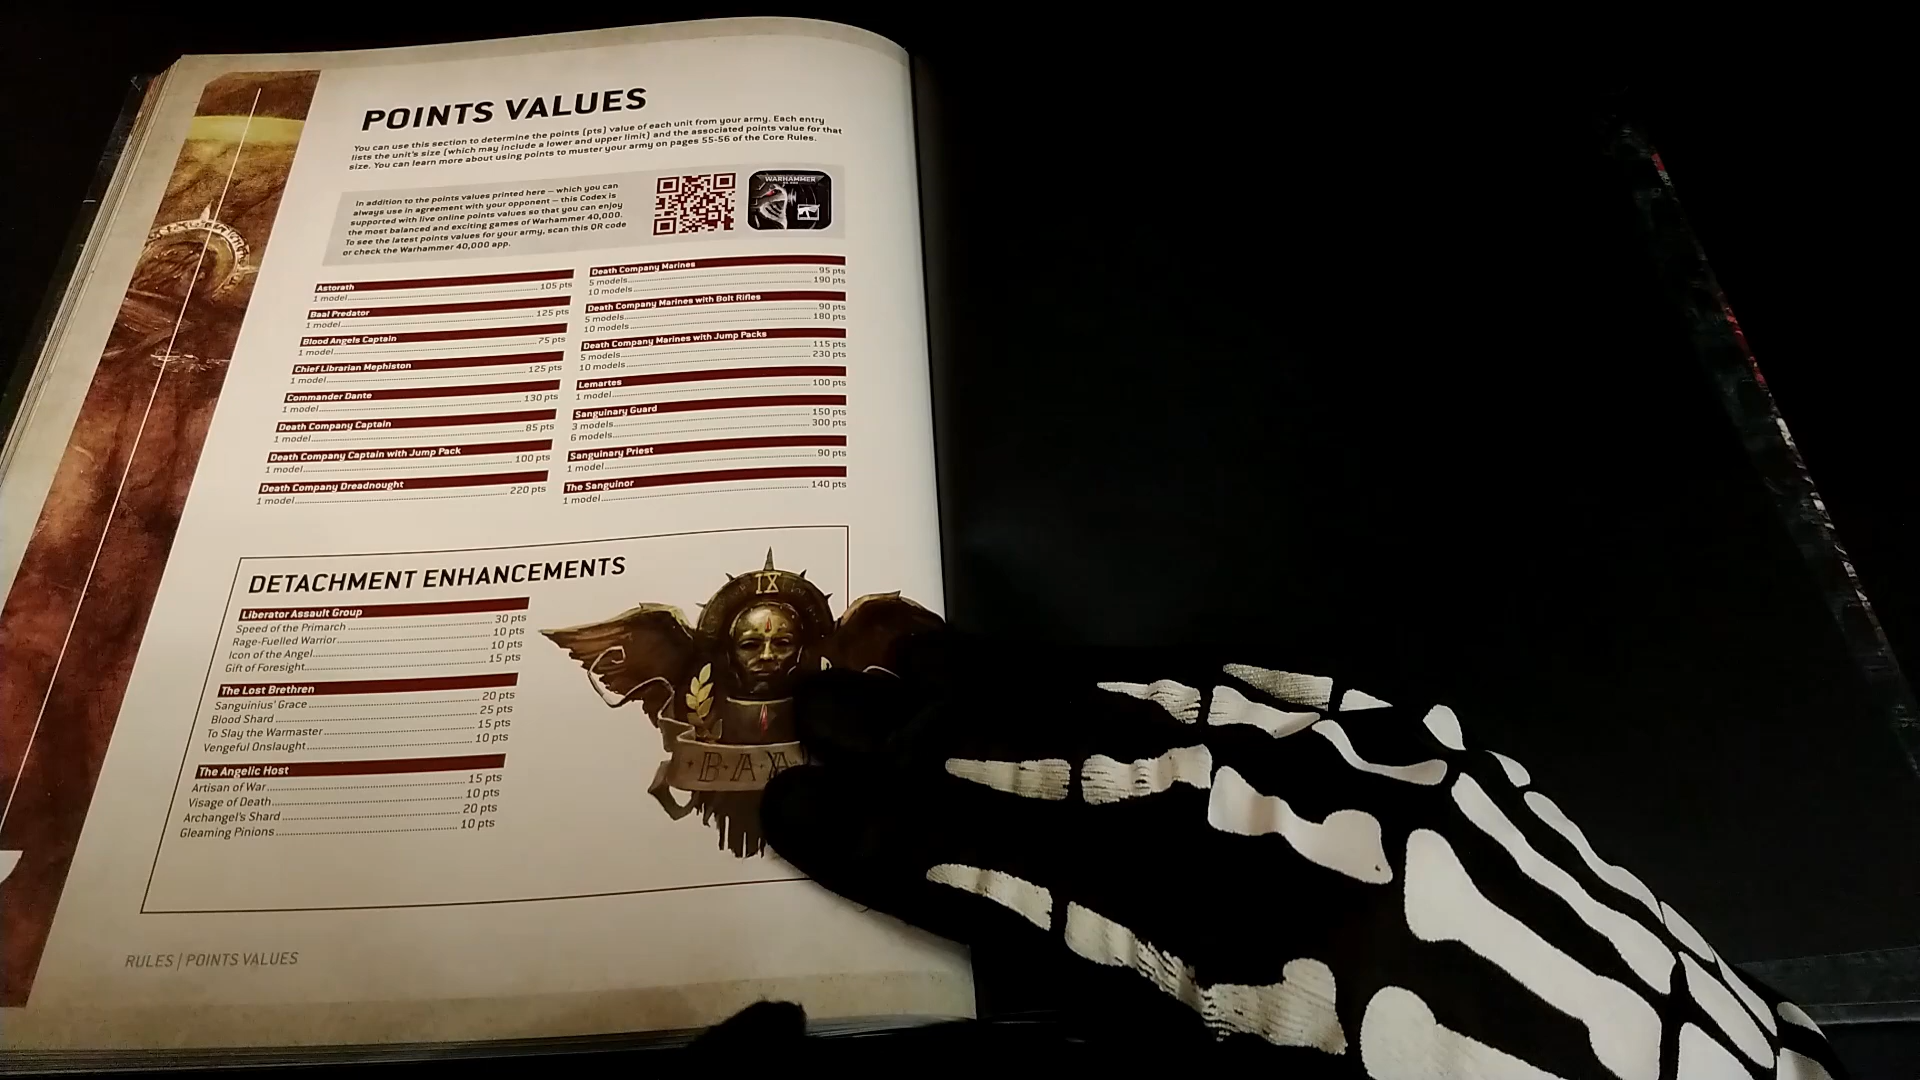 POINTS VALUES
You can use this section to determine the points (pts) value of each unit from your army. Each entry
lists the unit's size (which may include a lower and upper limit) and the associated points value for that
size. You can learn more about using points to muster your army on pages 55-56 of the Core Rules.
In addition to the points values printed here – which you can
always use in agreement with your opponent – this Codex is
supported with live online points values so that you can enjoy
the most balanced and exciting games of Warhammer 40,000.
To see the latest points values for your army, scan this QR code
or check the Warhammer 40,000 app.
WARHAMMER
Astorath
1 model 105 pts
Baal Predator
1 model 125 pts
Blood Angels Captain
1 model 75 pts
Chief Librarian Mephiston
1 model 125 pts
Commander Dante
1 model 130 pts
Death Company Captain
1 model 85 pts
Death Company Captain with Jump Pack
1 model 100 pts
Death Company Dreadnought
1 model 220 pts
Death Company Marines
5 models 95 pts
10 models 190 pts
Death Company Marines with Bolt Rifles
5 models 90 pts
10 models 180 pts
Death Company Marines with Jump Packs
5 models 115 pts
10 models 230 pts
Lemartes
1 model 100 pts
Sanguinary Guard
3 models 150 pts
6 models 300 pts
Sanguinary Priest
1 model 90 pts
The Sanguinor
1 model 140 pts
DETACHMENT ENHANCEMENTS
Liberator Assault Group
Speed of the Primarch 30 pts
Rage-Fuelled Warrior 10 pts
Icon of the Angel 10 pts
Gift of Foresight 15 pts
The Lost Brethren
Sanguinius' Grace 20 pts
Blood Shard 25 pts
To Slay the Warmaster 15 pts
Vengeful Onslaught 10 pts
The Angelic Host
Artisan of War 15 pts
Visage of Death 10 pts
Archangel's Shard 20 pts
Gleaming Pinions 10 pts
IX
RULES | POINTS VALUES